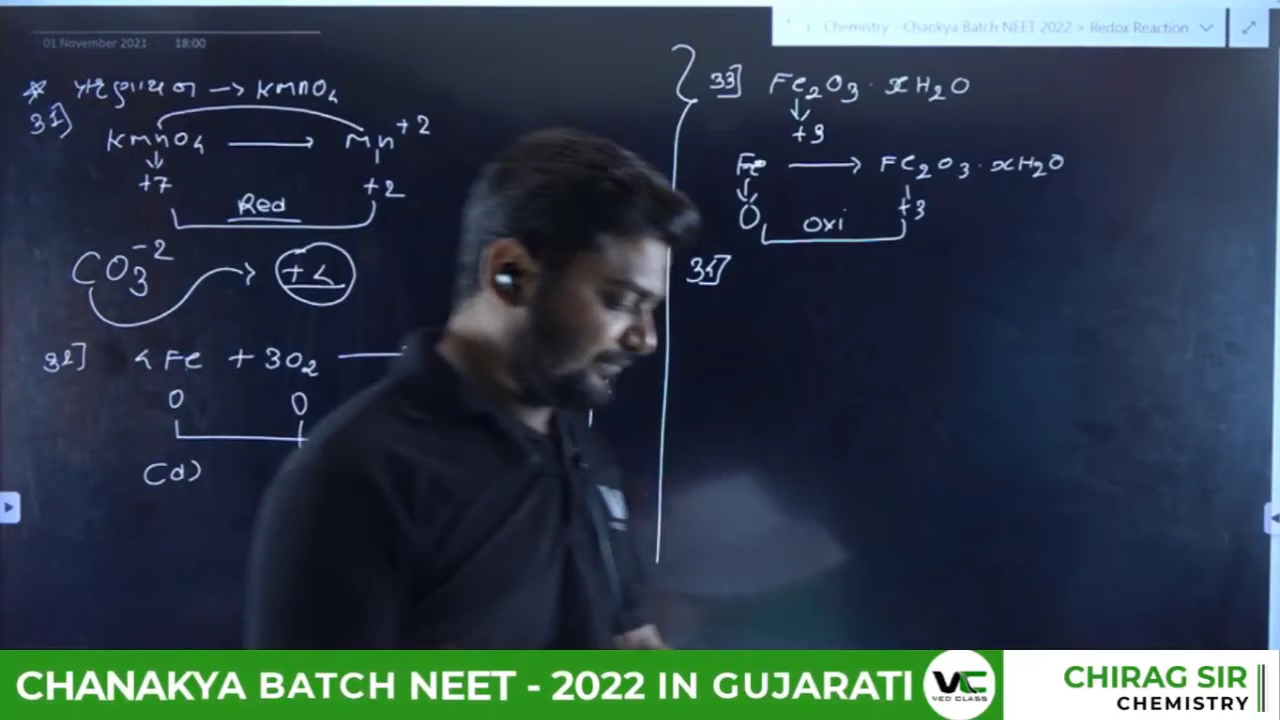 01 November 2021 18:00
Chemistry - Chankya Batch NEET 2022 > Redox Reaction
→ KMnO4
31]
KMnO4 → Mn+2
+7 +2
Red
CO3-2 → +4
32] 4Fe + 3O2
0 0
(d)
33] Fe2O3 · xH2O
+3
Fe → Fe2O3 · xH2O
0 +3
Oxi
34]
CHANAKYA BATCH NEET - 2022 IN GUJARATI
VC
VED CLASS
CHIRAG SIR
CHEMISTRY